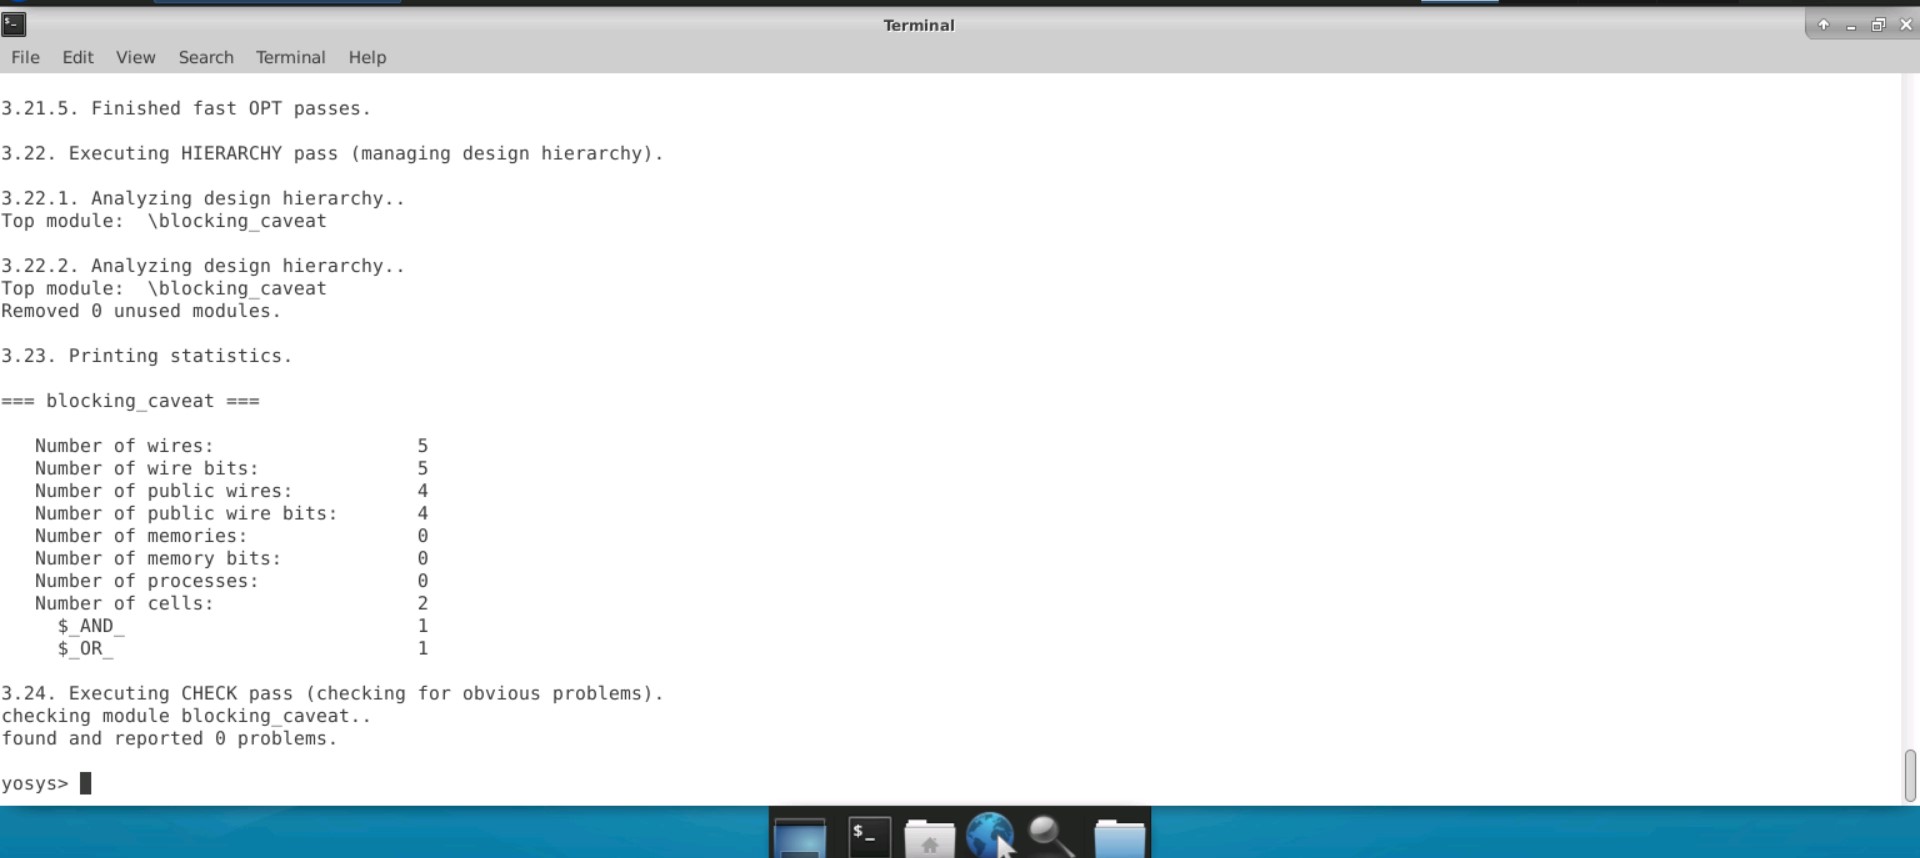 Terminal
File Edit View Search Terminal Help
3.21.5. Finished fast OPT passes.
3.22. Executing HIERARCHY pass (managing design hierarchy).
3.22.1. Analyzing design hierarchy..
Top module:  \blocking_caveat
3.22.2. Analyzing design hierarchy..
Top module:  \blocking_caveat
Removed 0 unused modules.
3.23. Printing statistics.
=== blocking_caveat ===
Number of wires: 5
Number of wire bits: 5
Number of public wires: 4
Number of public wire bits: 4
Number of memories: 0
Number of memory bits: 0
Number of processes: 0
Number of cells: 2
$_AND_ 1
$_OR_ 1
3.24. Executing CHECK pass (checking for obvious problems).
checking module blocking_caveat..
found and reported 0 problems.
yosys>